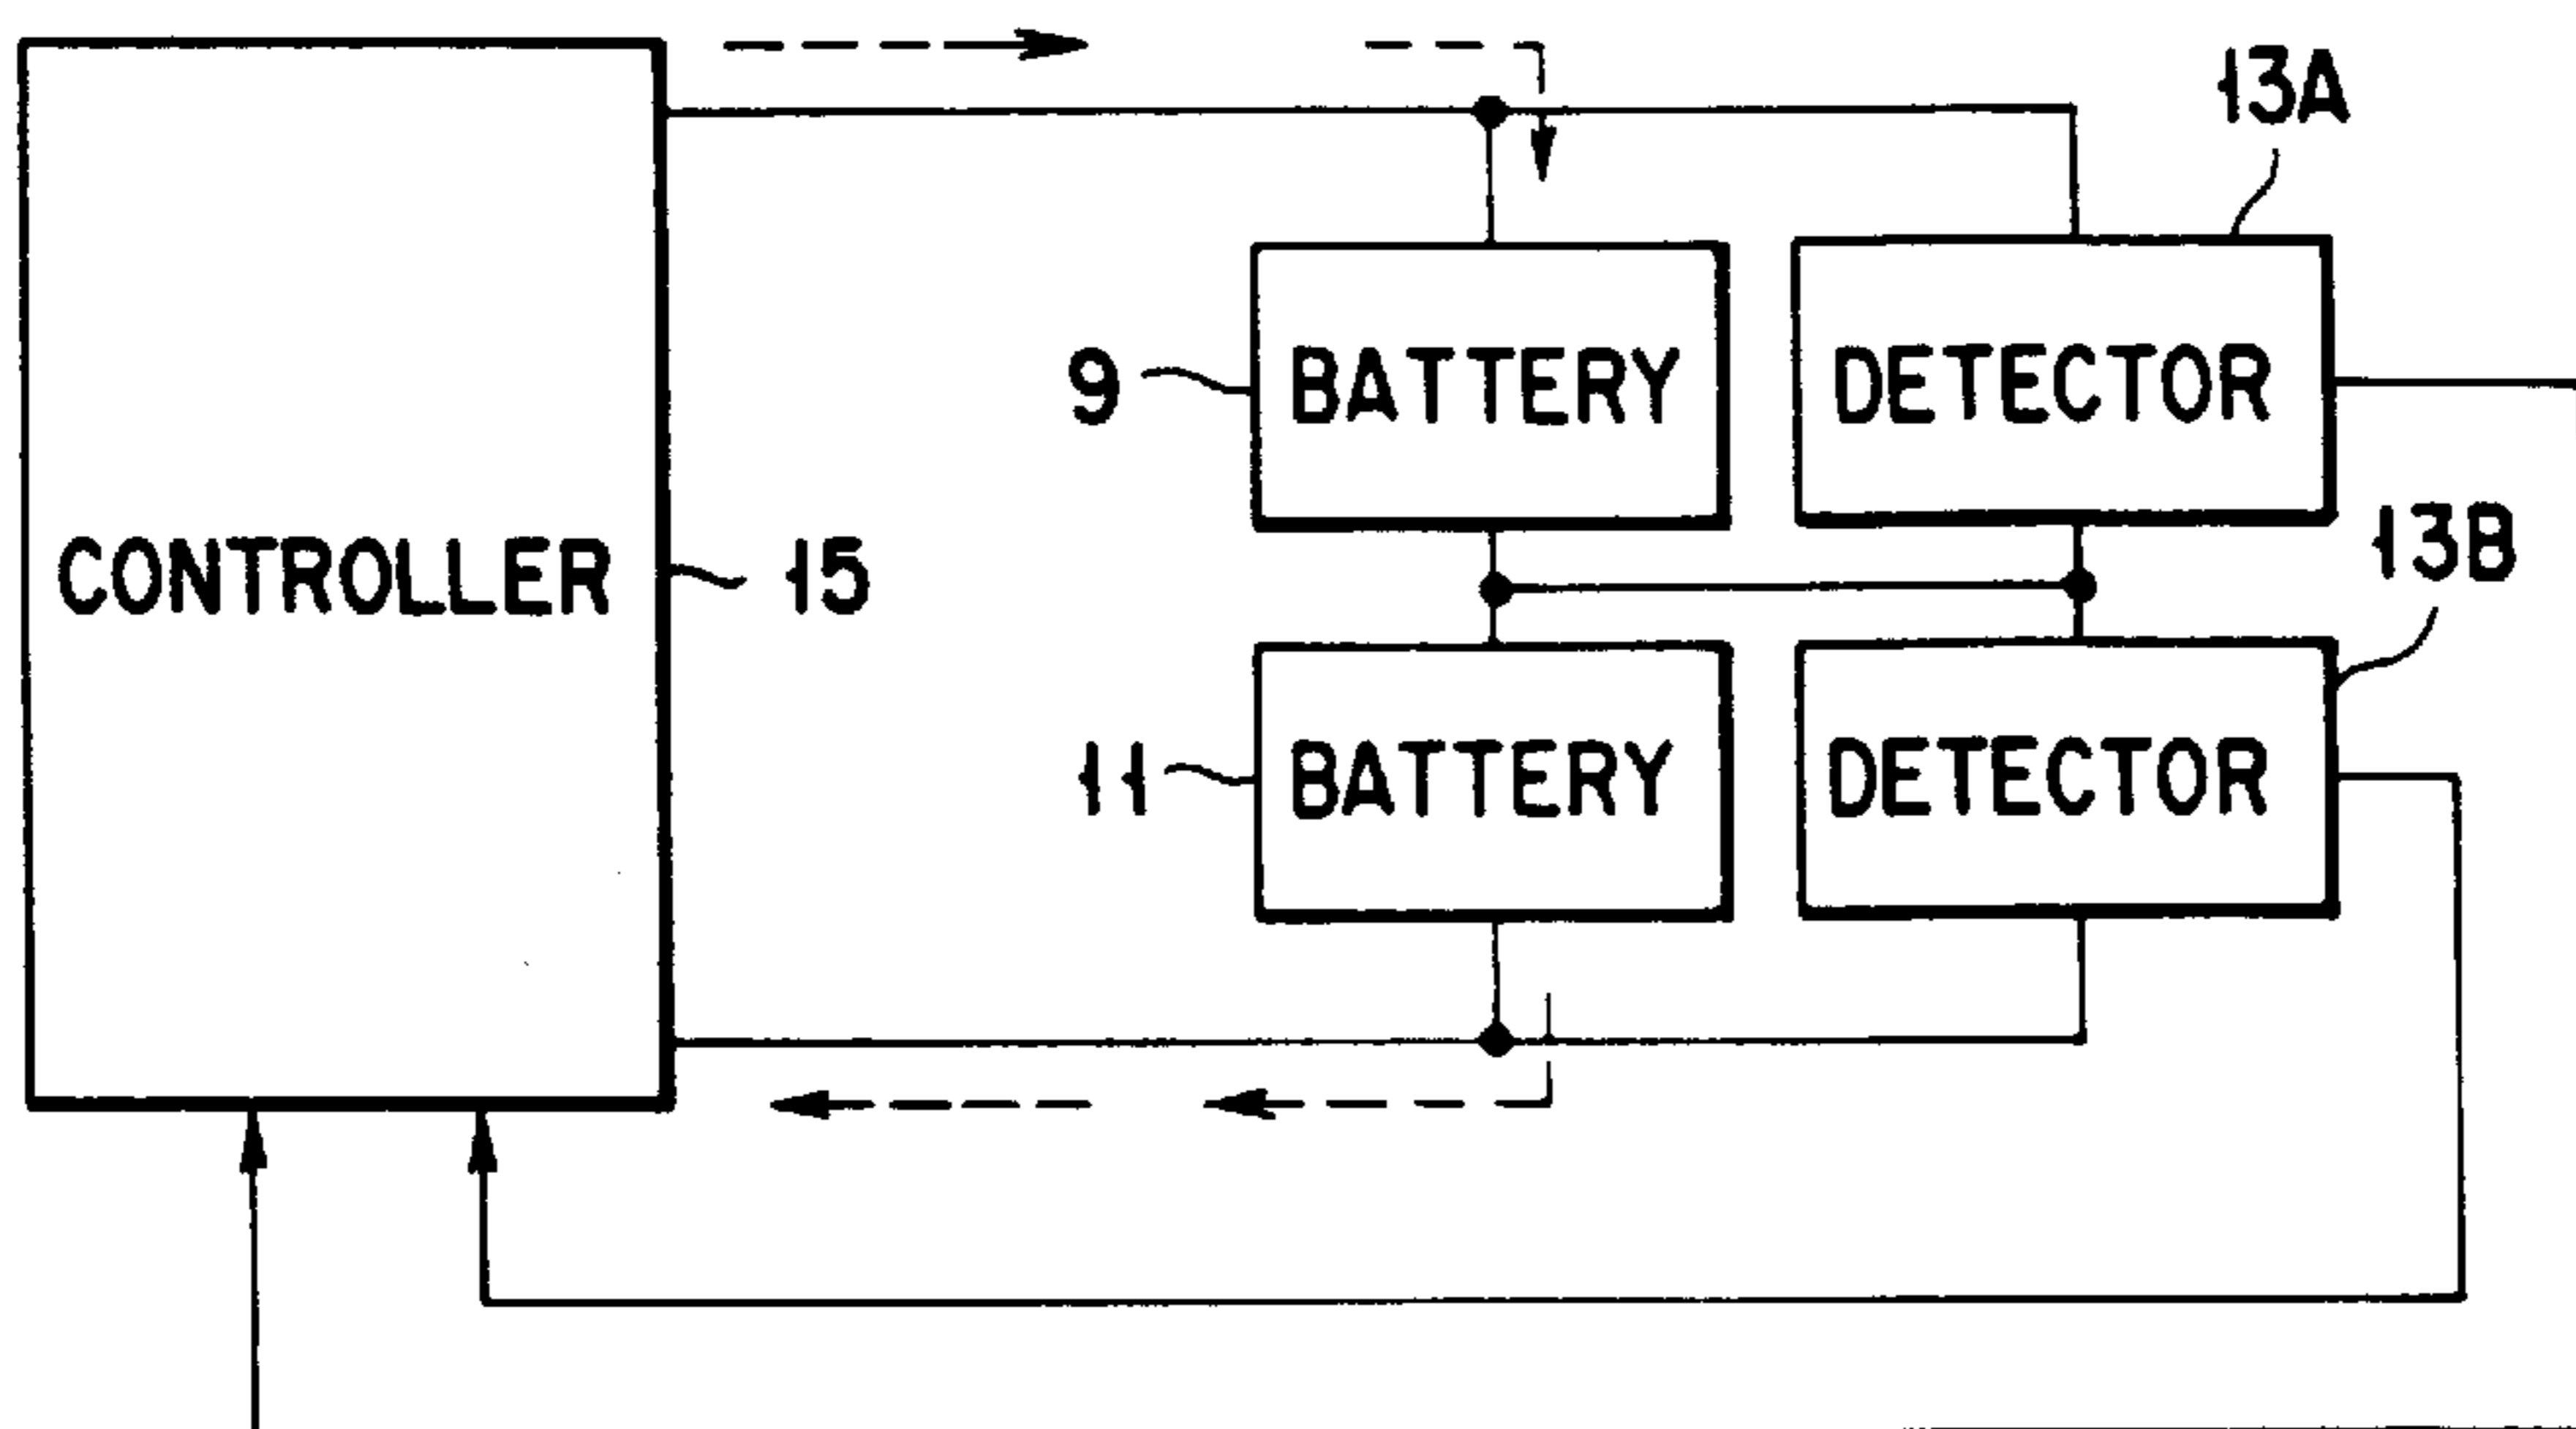 13A
9
BATTERY
DETECTOR
13B
CONTROLLER
15
11
BATTERY
DETECTOR